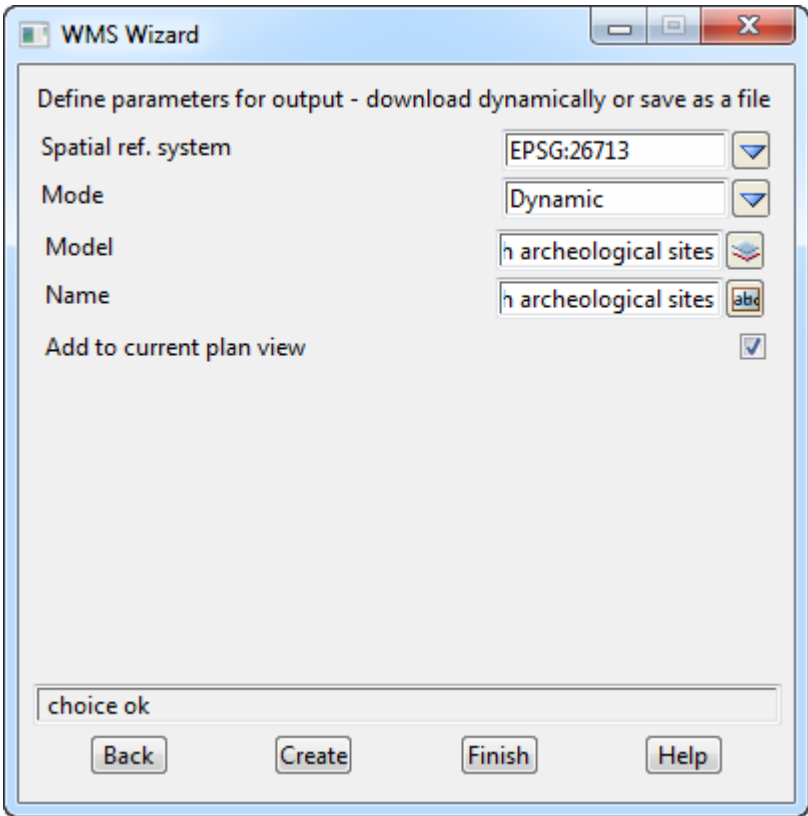 WMS Wizard
Define parameters for output - download dynamically or save as a file
Spatial ref. system EPSG:26713
Mode Dynamic
Model h archeological sites
Name h archeological sites abc
Add to current plan view
choice ok
Back Create Finish Help